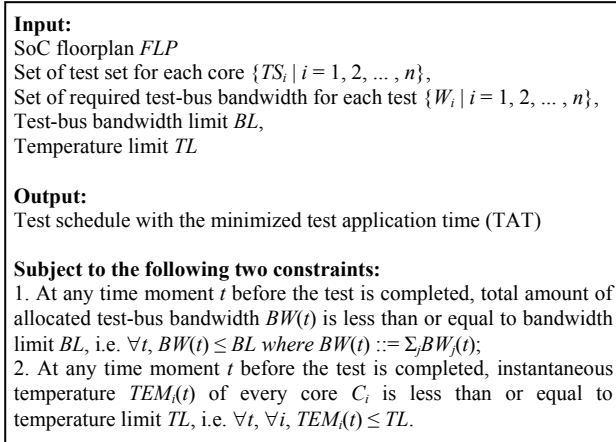 Input:
SoC floorplan FLP
Set of test set for each core {TSi | i = 1, 2, ... , n},
Set of required test-bus bandwidth for each test {Wi | i = 1, 2, ... , n},
Test-bus bandwidth limit BL,
Temperature limit TL
Output:
Test schedule with the minimized test application time (TAT)
Subject to the following two constraints:
1. At any time moment t before the test is completed, total amount of
allocated test-bus bandwidth BW(t) is less than or equal to bandwidth
limit BL, i.e. ∀t, BW(t) ≤ BL where BW(t) ::= ΣjBWj(t);
2. At any time moment t before the test is completed, instantaneous
temperature TEMi(t) of every core Ci is less than or equal to
temperature limit TL, i.e. ∀t, ∀i, TEMi(t) ≤ TL.